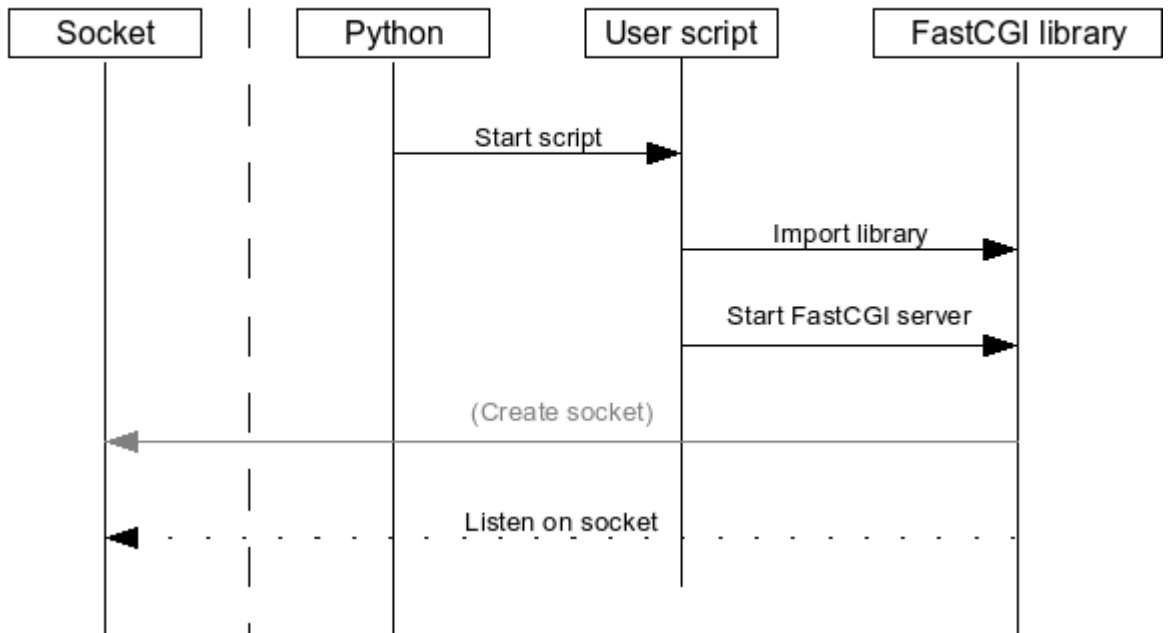 Socket
Python
User script
FastCGI library
Start script
Import library
Start FastCGI server
(Create socket)
Listen on socket